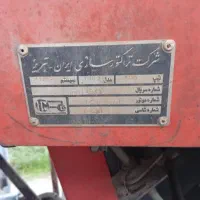 شرکت تراکتورسازی ایران - تبریز
تیپ مدل سیستم
شماره سریال
شماره موتور
شماره شاسی